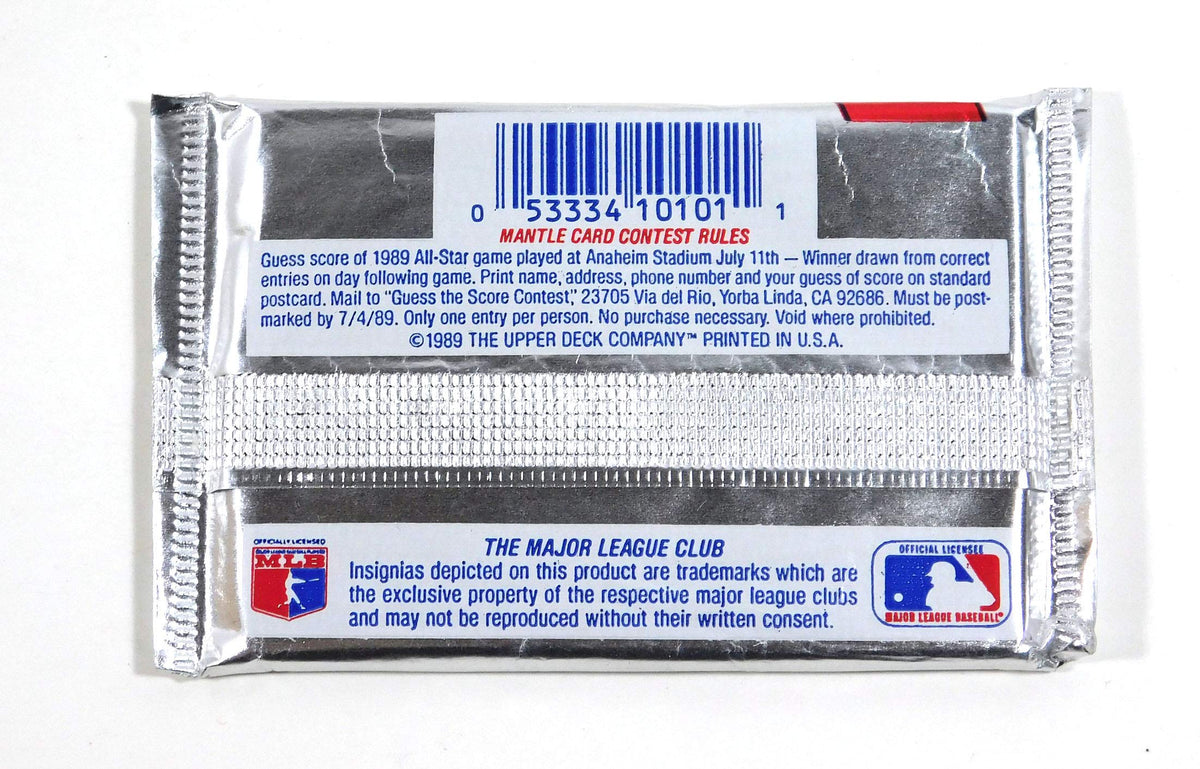 0 53334 10101 1
MANTLE CARD CONTEST RULES
Guess score of 1989 All-Star game played at Anaheim Stadium July 11th — Winner drawn from correct
entries on day following game. Print name, address, phone number and your guess of score on standard
postcard. Mail to "Guess the Score Contest," 23705 Via del Rio, Yorba Linda, CA 92686. Must be post-
marked by 7/4/89. Only one entry per person. No purchase necessary. Void where prohibited.
©1989 THE UPPER DECK COMPANY™ PRINTED IN U.S.A.
OFFICIALLY LICENSED
MLB
THE MAJOR LEAGUE CLUB
Insignias depicted on this product are trademarks which are
the exclusive property of the respective major league clubs
and may not be reproduced without their written consent.
OFFICIAL LICENSEE
MAJOR LEAGUE BASEBALL®